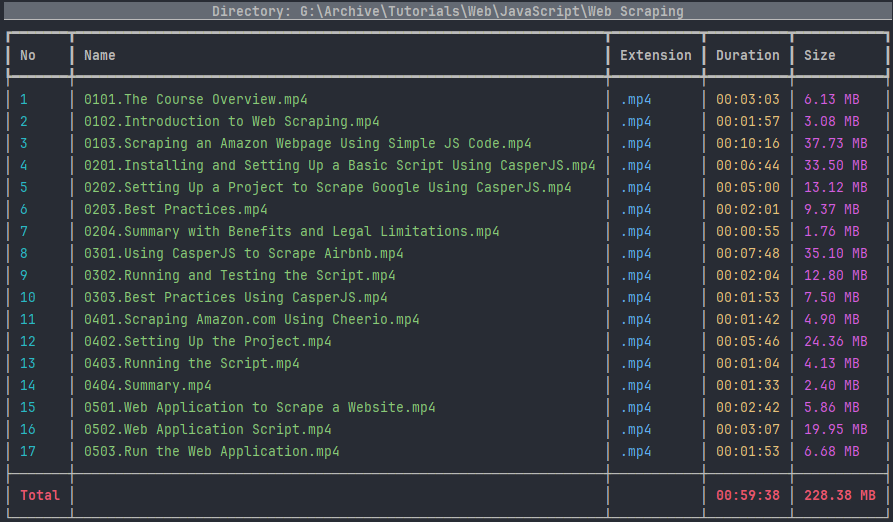 Directory: G:\Archive\Tutorials\Web\JavaScript\Web Scraping
No Name Extension Duration Size
1 0101.The Course Overview.mp4 .mp4 00:03:03 6.13 MB
2 0102.Introduction to Web Scraping.mp4 .mp4 00:01:57 3.08 MB
3 0103.Scraping an Amazon Webpage Using Simple JS Code.mp4 .mp4 00:10:16 37.73 MB
4 0201.Installing and Setting Up a Basic Script Using CasperJS.mp4 .mp4 00:06:44 33.50 MB
5 0202.Setting Up a Project to Scrape Google Using CasperJS.mp4 .mp4 00:05:00 13.12 MB
6 0203.Best Practices.mp4 .mp4 00:02:01 9.37 MB
7 0204.Summary with Benefits and Legal Limitations.mp4 .mp4 00:00:55 1.76 MB
8 0301.Using CasperJS to Scrape Airbnb.mp4 .mp4 00:07:48 35.10 MB
9 0302.Running and Testing the Script.mp4 .mp4 00:02:04 12.80 MB
10 0303.Best Practices Using CasperJS.mp4 .mp4 00:01:53 7.50 MB
11 0401.Scraping Amazon.com Using Cheerio.mp4 .mp4 00:01:42 4.90 MB
12 0402.Setting Up the Project.mp4 .mp4 00:05:46 24.36 MB
13 0403.Running the Script.mp4 .mp4 00:01:04 4.13 MB
14 0404.Summary.mp4 .mp4 00:01:33 2.40 MB
15 0501.Web Application to Scrape a Website.mp4 .mp4 00:02:42 5.86 MB
16 0502.Web Application Script.mp4 .mp4 00:03:07 19.95 MB
17 0503.Run the Web Application.mp4 .mp4 00:01:53 6.68 MB
Total 00:59:38 228.38 MB